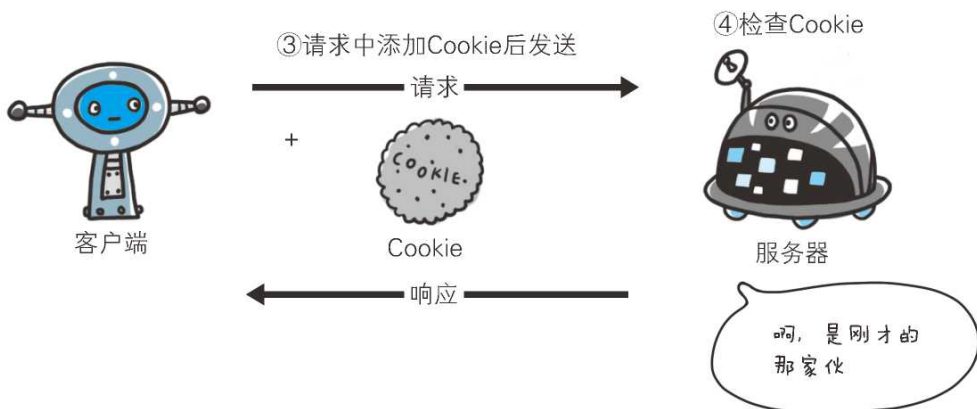 ④检查Cookie
③请求中添加Cookie后发送
请求
+
COOKIE.
客户端
Cookie
服务器
响应
啊，是刚才的
那家伙